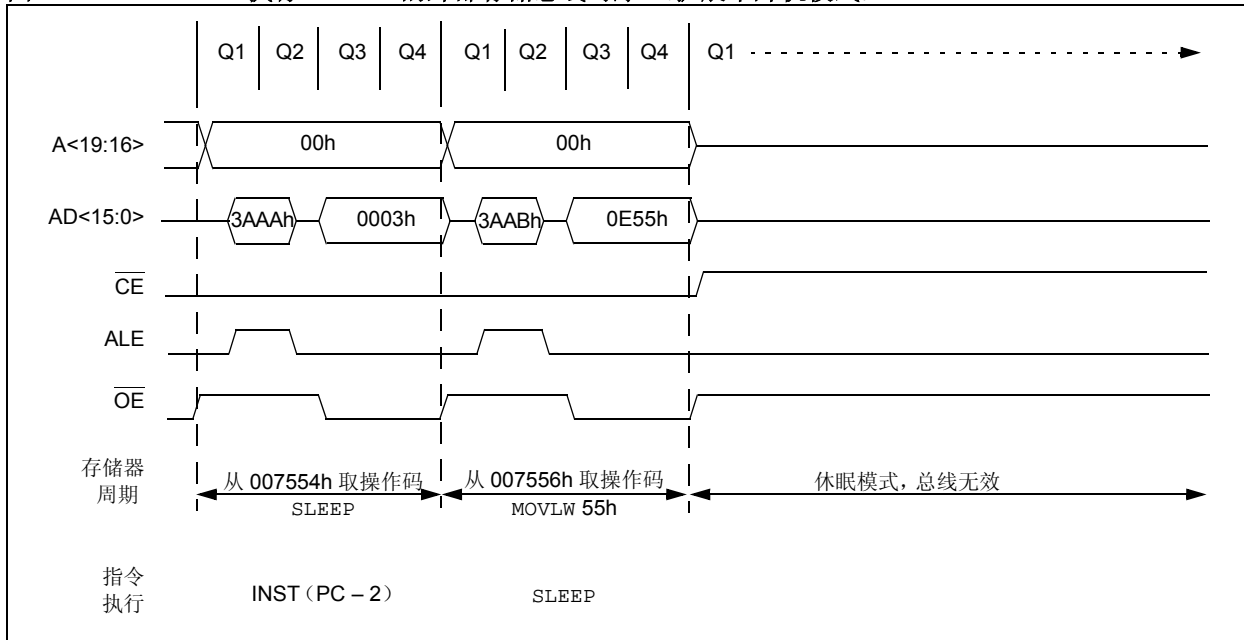 Q1 Q2 Q3 Q4 Q1 Q2 Q3 Q4 Q1
A<19:16> 00h 00h
AD<15:0> 3AAAh 0003h 3AABh 0E55h
CE
ALE
OE
存储器
周期
从 007554h 取操作码
SLEEP
从 007556h 取操作码
MOVLW 55h
休眠模式，总线无效
指令
执行
INST（PC – 2）
SLEEP